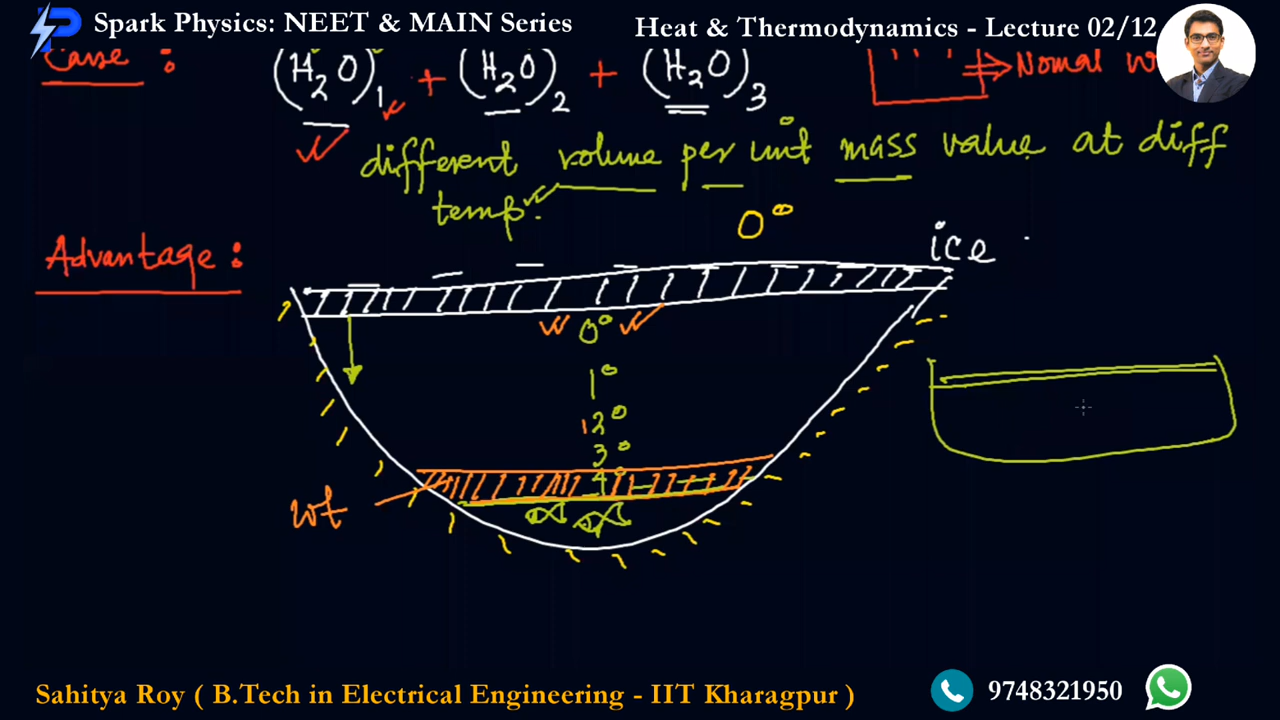 Spark Physics: NEET & MAIN Series
Heat & Thermodynamics - Lecture 02/12
Cause :
(H₂O)₁ + (H₂O)₂ + (H₂O)₃
Nomal
different volume per unit mass value at diff
temp.
0°
Advantage :
ice
0°
1°
2°
3°
4°
wt
Sahitya Roy ( B.Tech in Electrical Engineering - IIT Kharagpur )
9748321950